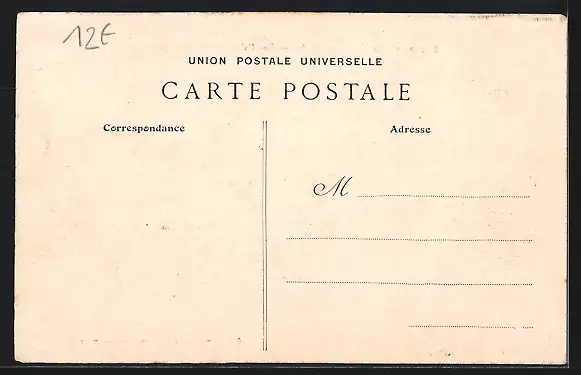 12€
UNION POSTALE UNIVERSELLE
CARTE POSTALE
Correspondance
Adresse
M